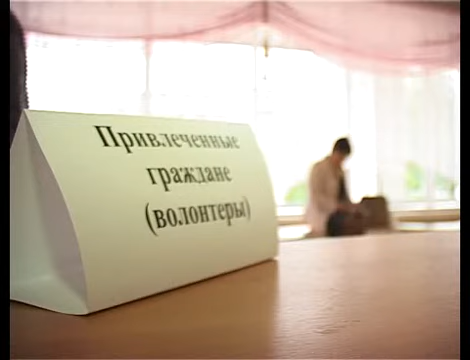 Привлеченные
граждане
(волонтеры)